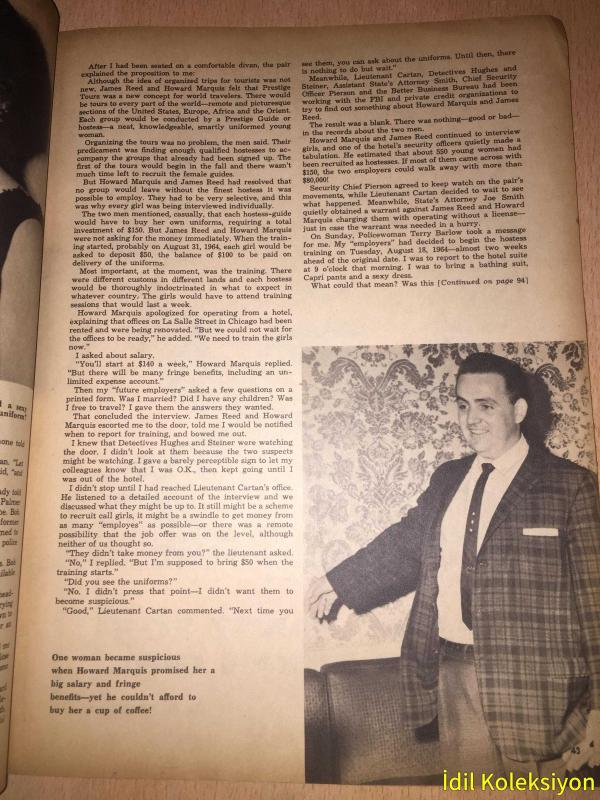 After I had been seated on a comfortable divan, the pair
explained the proposition to me:
Although the idea of organized trips for tourists was not
new, James Reed and Howard Marquis felt that Prestige
Tours was a new concept for world travelers. There would
be tours to every part of the world—remote and picturesque
sections of the United States, Europe, Africa and the Orient.
Each group would be conducted by a Prestige Guide or
hostess—a neat, knowledgeable, smartly uniformed young
woman.
Organizing the tours was no problem, the men said. Their
predicament was finding enough qualified hostesses to ac-
company the groups that already had been signed up. The
first of the tours would begin in the fall and there wasn't
much time left to recruit the female guides.
But Howard Marquis and James Reed had resolved that
no group would leave without the finest hostess it was
possible to employ. They had to be very selective, and this
was why every girl was being interviewed individually.
The two men mentioned, casually, that each hostess-guide
would have to buy her own uniforms, requiring a total
investment of $150. But James Reed and Howard Marquis
were not asking for the money immediately. When the train-
ing started, probably on August 31, 1964, each girl would be
asked to deposit $50, the balance of $100 to be paid on
delivery of the uniforms.
Most important, at the moment, was the training. There
were different customs in different lands and each hostess
would be thoroughly indoctrinated in what to expect in
whatever country. The girls would have to attend training
sessions that would last a week.
Howard Marquis apologized for operating from a hotel,
explaining that offices on La Salle Street in Chicago had been
rented and were being renovated. "But we could not wait for
the offices to be ready," he added. "We need to train the girls
now."
I asked about salary.
"You'll start at $140 a week," Howard Marquis replied.
"But there will be many fringe benefits, including an un-
limited expense account."
Then my "future employers" asked a few questions on a
printed form. Was I married? Did I have any children? Was
I free to travel? I gave them the answers they wanted.
That concluded the interview. James Reed and Howard
Marquis escorted me to the door, told me I would be notified
when to report for training, and bowed me out.
I knew that Detectives Hughes and Steiner were watching
the door. I didn't look at them because the two suspects
might be watching. I gave a barely perceptible sign to let my
colleagues know that I was O.K., then kept going until I
was out of the hotel.
I didn't stop until I had reached Lieutenant Cartan's office.
He listened to a detailed account of the interview and we
discussed what they might be up to. It still might be a scheme
to recruit call girls, it might be a swindle to get money from
as many "employes" as possible—or there was a remote
possibility that the job offer was on the level, although
neither of us thought so.
"They didn't take money from you?" the lieutenant asked.
"No," I replied. "But I'm supposed to bring $50 when the
training starts."
"Did you see the uniforms?"
"No. I didn't press that point—I didn't want them to
become suspicious."
"Good," Lieutenant Cartan commented. "Next time you
see them, you can ask about the uniforms. Until then, there
is nothing to do but wait."
Meanwhile, Lieutenant Cartan, Detectives Hughes and
Steiner, Assistant State's Attorney Smith, Chief Security
Officer Pierson and the Better Business Bureau had been
working with the FBI and private credit organizations to
try to find out something about Howard Marquis and James
Reed.
The result was a blank. There was nothing—good or bad—
in the records about the two men.
Howard Marquis and James Reed continued to interview
girls, and one of the hotel's security officers quietly made a
tabulation. He estimated that about 550 young women had
been recruited as hostesses. If most of them came across with
$150, the two employers could walk away with more than
$80,000!
Security Chief Pierson agreed to keep watch on the pair's
movements, while Lieutenant Cartan decided to wait to see
what happened. Meanwhile, State's Attorney Joe Smith
quietly obtained a warrant against James Reed and Howard
Marquis charging them with operating without a license—
just in case the warrant was needed in a hurry.
On Sunday, Policewoman Terry Barlow took a message
for me. My "employers" had decided to begin the hostess
training on Tuesday, August 18, 1964—almost two weeks
ahead of the original date. I was to report to the hotel suite
at 9 o'clock that morning. I was to bring a bathing suit,
Capri pants and a sexy dress.
What could that mean? Was this [Continued on page 94]
One woman became suspicious
when Howard Marquis promised her a
big salary and fringe
benefits—yet he couldn't afford to
buy her a cup of coffee!
43
İdil Koleksiyon